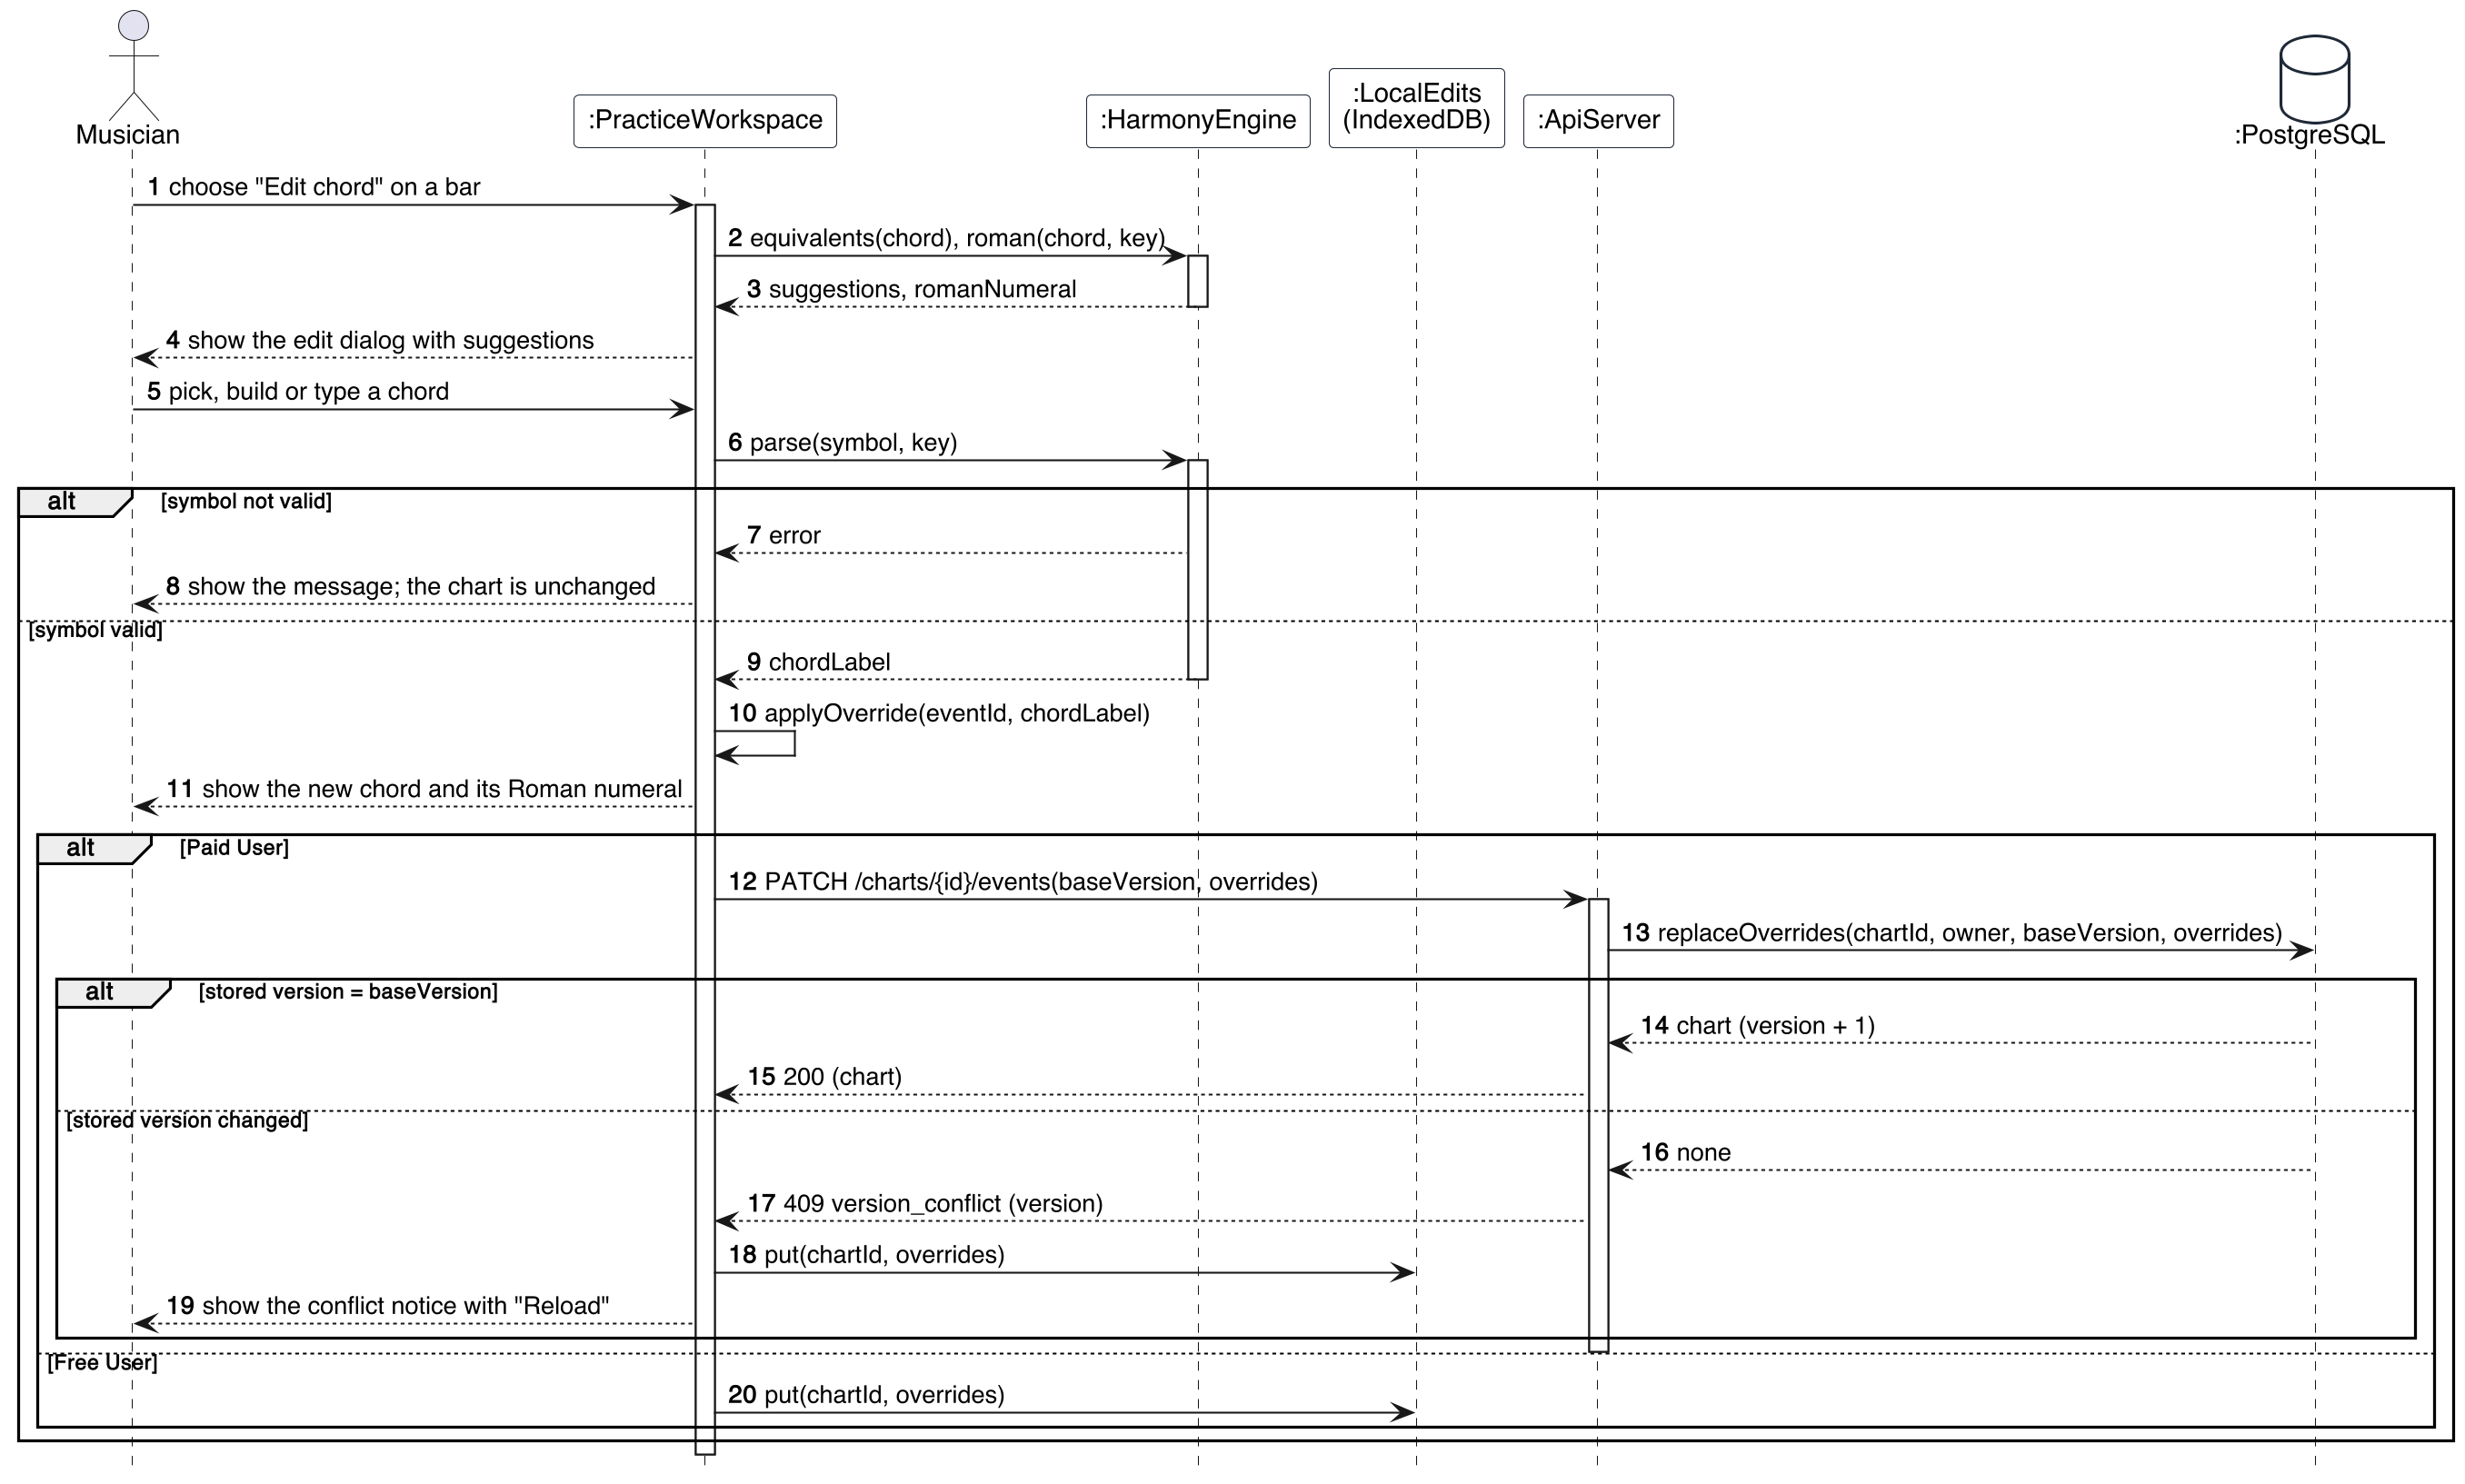 Musician
:PracticeWorkspace
:HarmonyEngine
:LocalEdits
(IndexedDB)
:ApiServer
:PostgreSQL
1 choose "Edit chord" on a bar
2 equivalents(chord), roman(chord, key)
3 suggestions, romanNumeral
4 show the edit dialog with suggestions
5 pick, build or type a chord
6 parse(symbol, key)
alt [symbol not valid]
7 error
8 show the message; the chart is unchanged
[symbol valid]
9 chordLabel
10 applyOverride(eventId, chordLabel)
11 show the new chord and its Roman numeral
alt [Paid User]
12 PATCH /charts/{id}/events(baseVersion, overrides)
13 replaceOverrides(chartId, owner, baseVersion, overrides)
alt [stored version = baseVersion]
14 chart (version + 1)
15 200 (chart)
[stored version changed]
16 none
17 409 version_conflict (version)
18 put(chartId, overrides)
19 show the conflict notice with "Reload"
[Free User]
20 put(chartId, overrides)